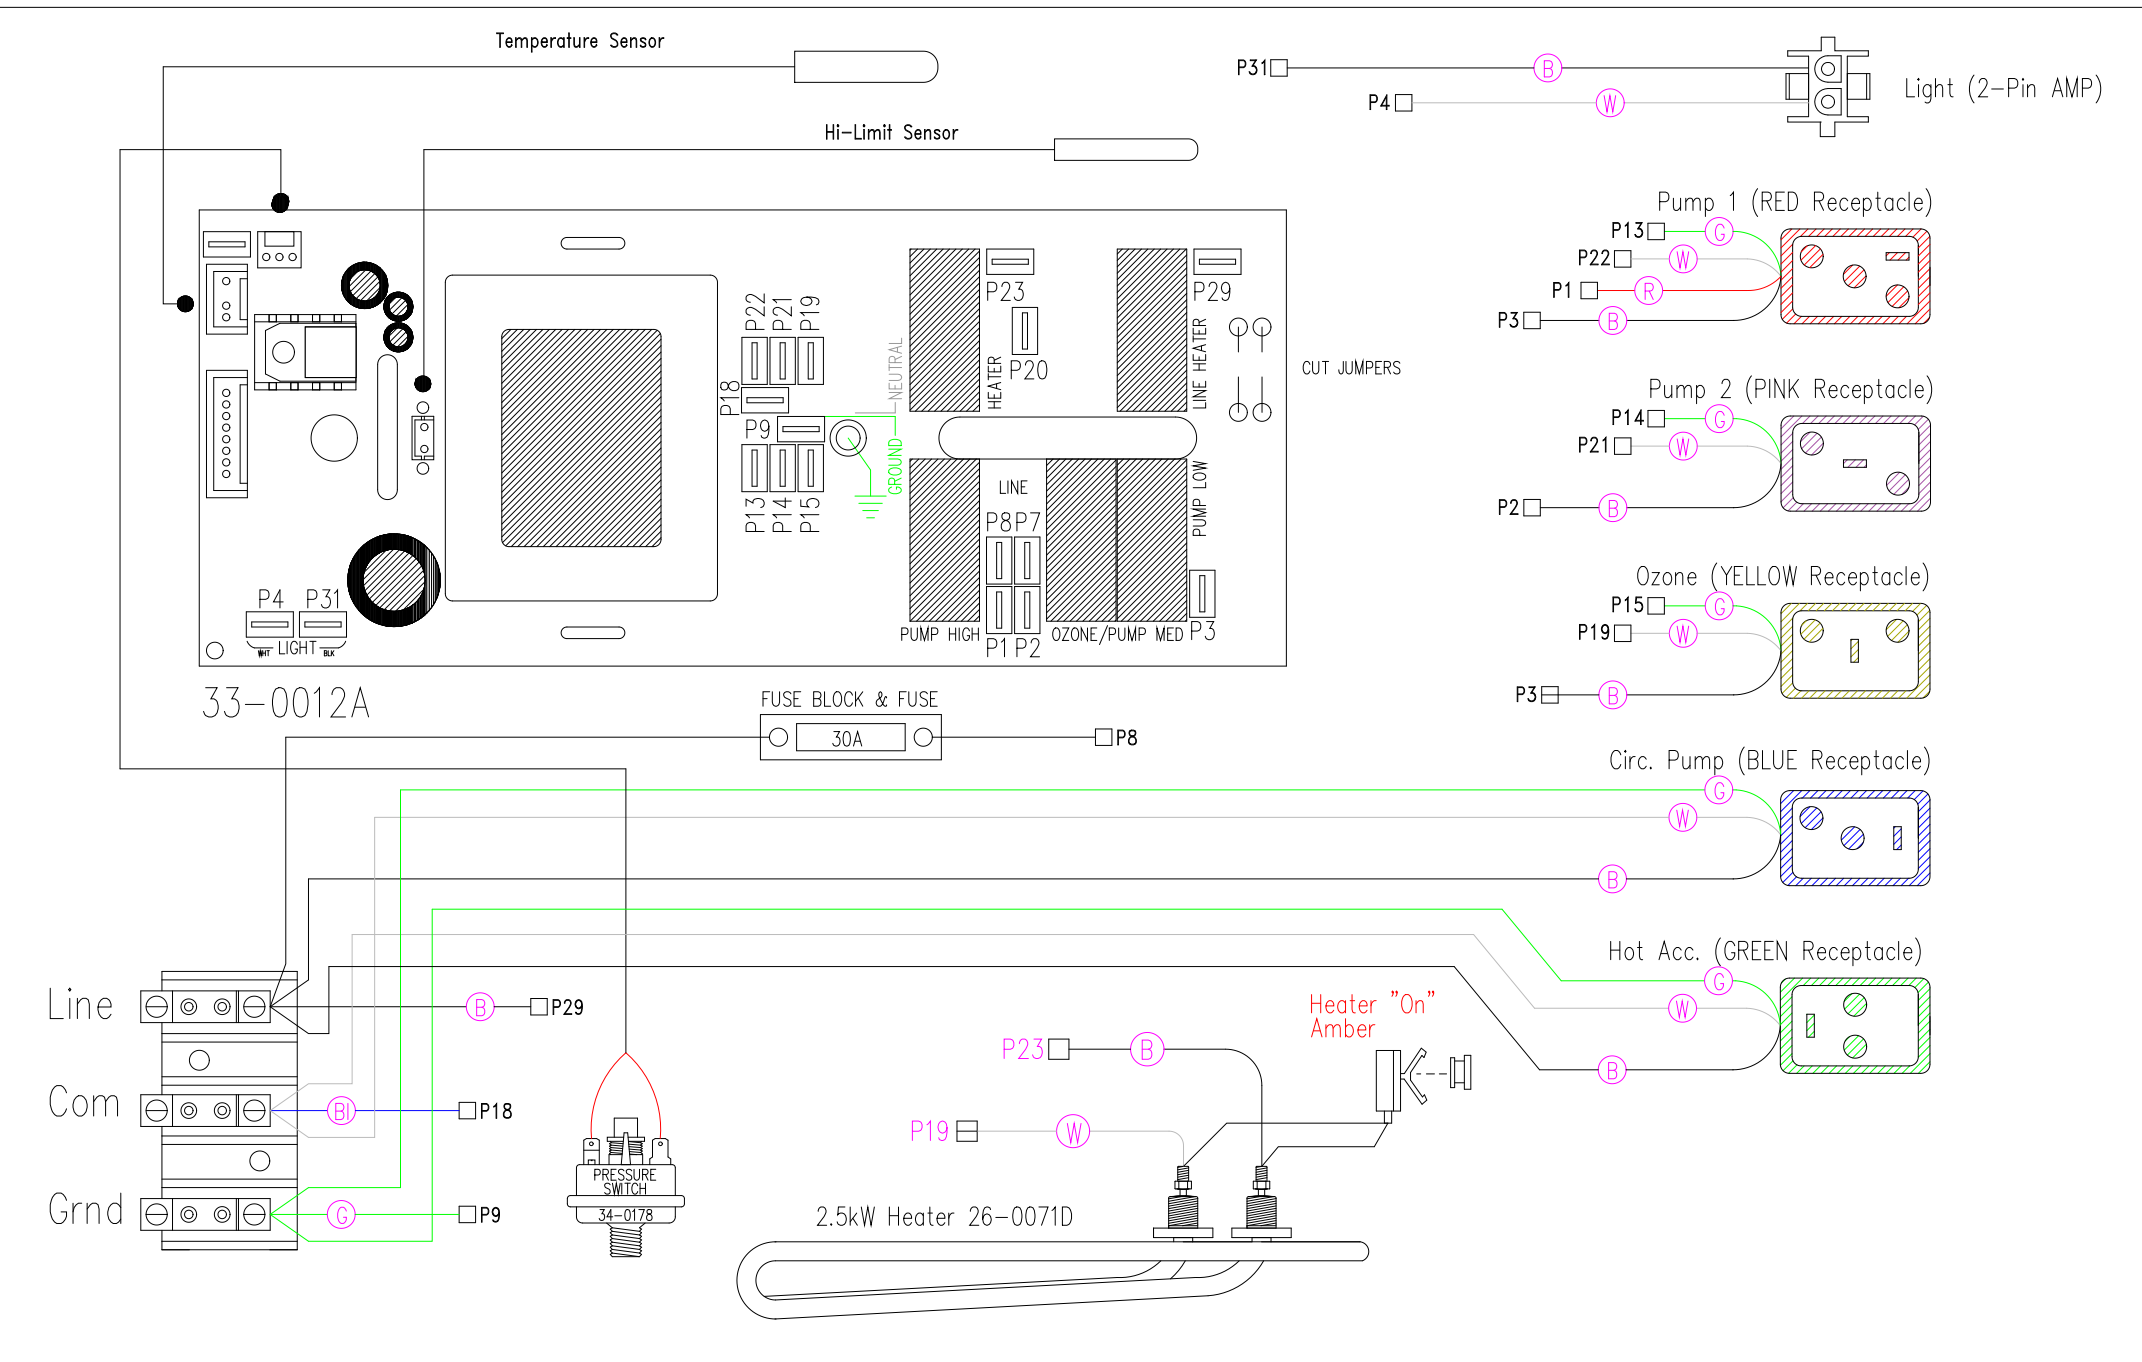 Temperature Sensor
P31
B
P4
W
Light (2-Pin AMP)
Hi-Limit Sensor
Pump 1 (RED Receptacle)
P13
G
P22
W
P1
R
P3
B
P23
P29
P22
P21
P19
P20
HEATER
LINE HEATER
NEUTRAL
CUT JUMPERS
P18
P9
GROUND
P13
P14
P15
LINE
P8 P7
PUMP LOW
PUMP HIGH
P1 P2
OZONE/PUMP MED
P3
Pump 2 (PINK Receptacle)
P14
G
P21
W
P2
B
Ozone (YELLOW Receptacle)
P15
G
P19
W
P3
B
P4 P31
WHT LIGHT BLK
33-0012A
FUSE BLOCK & FUSE
30A
P8
Circ. Pump (BLUE Receptacle)
G
W
B
Hot Acc. (GREEN Receptacle)
G
W
B
Line
B
P29
Com
Bl
P18
Grnd
G
P9
PRESSURE
SWITCH
34-0178
Heater "On"
Amber
P23
B
P19
W
2.5kW Heater 26-0071D